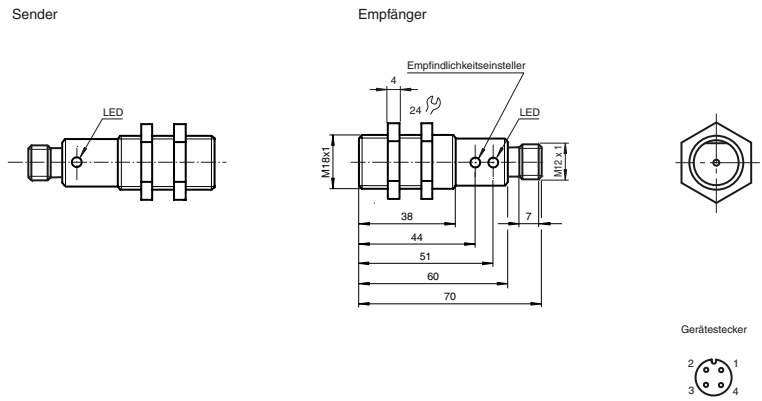 Sender
Empfänger
Empfindlichkeitseinsteller
4
LED
24
LED
M18x1
M12 x 1
38
7
44
51
60
70
Gerätestecker
2 1
3 4